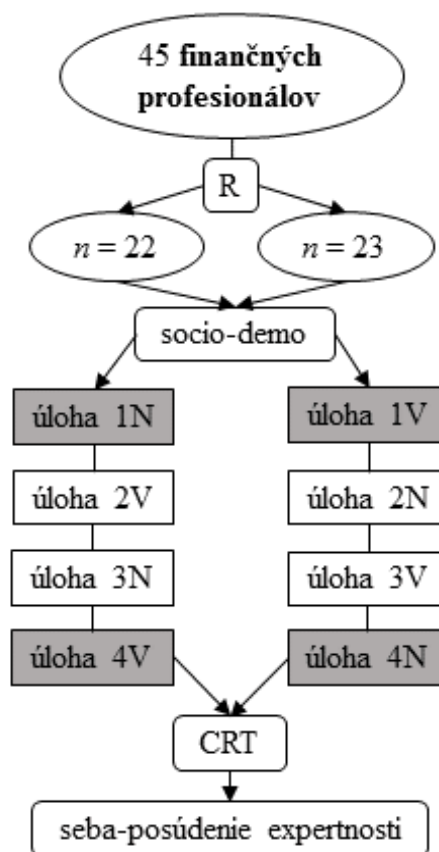 45 finančných
profesionálov
R
n = 22
n = 23
socio-demo
úloha 1N
úloha 1V
úloha 2V
úloha 2N
úloha 3N
úloha 3V
úloha 4V
úloha 4N
CRT
seba-posúdenie expertnosti